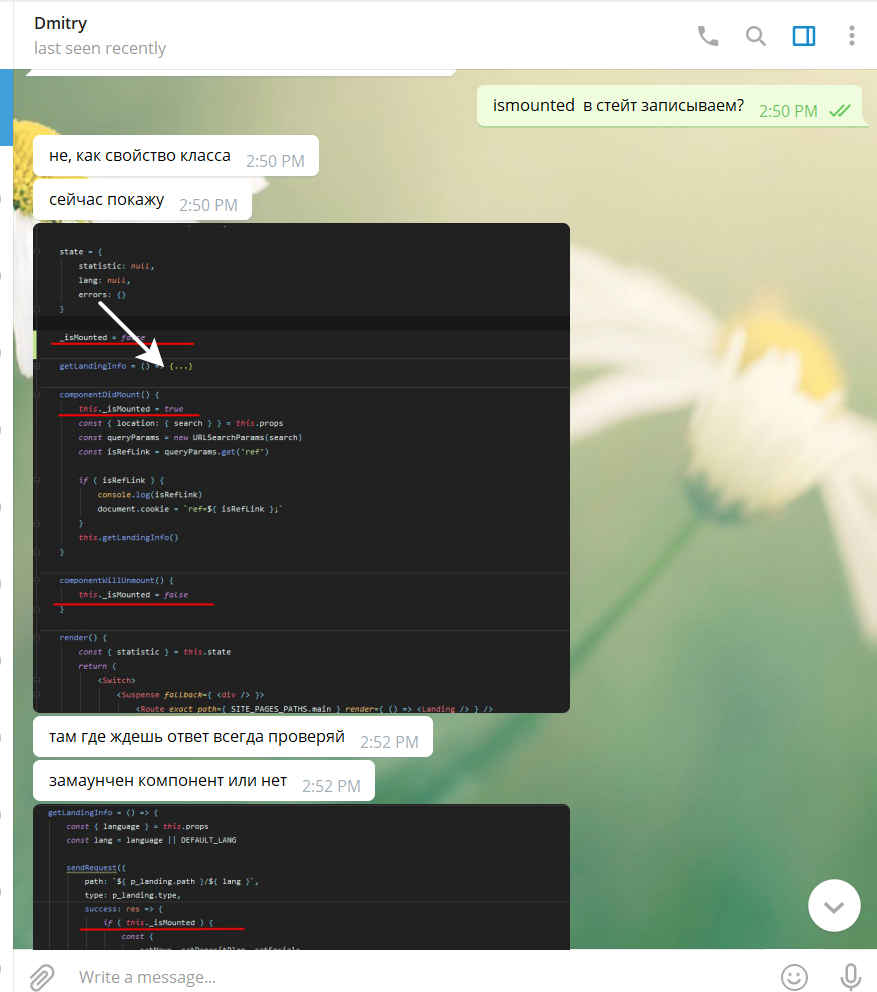 Dmitry
last seen recently
ismounted в стейт записываем? 2:50 PM
не, как свойство класса 2:50 PM
сейчас покажу 2:50 PM
state = {
statistic: null,
lang: null,
errors: {}
}
_isMounted = false
getLandingInfo = () => {...}
componentDidMount() {
this._isMounted = true
const { location: { search } } = this.props
const queryParams = new URLSearchParams(search)
const isRefLink = queryParams.get('ref')
if ( isRefLink ) {
console.log(isRefLink)
document.cookie = `ref=${ isRefLink };`
}
this.getLandingInfo()
}
componentWillUnmount() {
this._isMounted = false
}
render() {
const { statistic } = this.state
return (
<Switch>
<Suspense fallback={ <div /> }>
<Route exact path={ SITE_PAGES_PATHS.main } render={ () => <Landing /> } />
там где ждешь ответ всегда проверяй 2:52 PM
замаунчен компонент или нет 2:52 PM
getLandingInfo = () => {
const { language } = this.props
const lang = language || DEFAULT_LANG
sendRequest({
path: `${ p_landing.path }/${ lang }`,
type: p_landing.type,
success: res => {
if ( this._isMounted ) {
const {
Write a message...